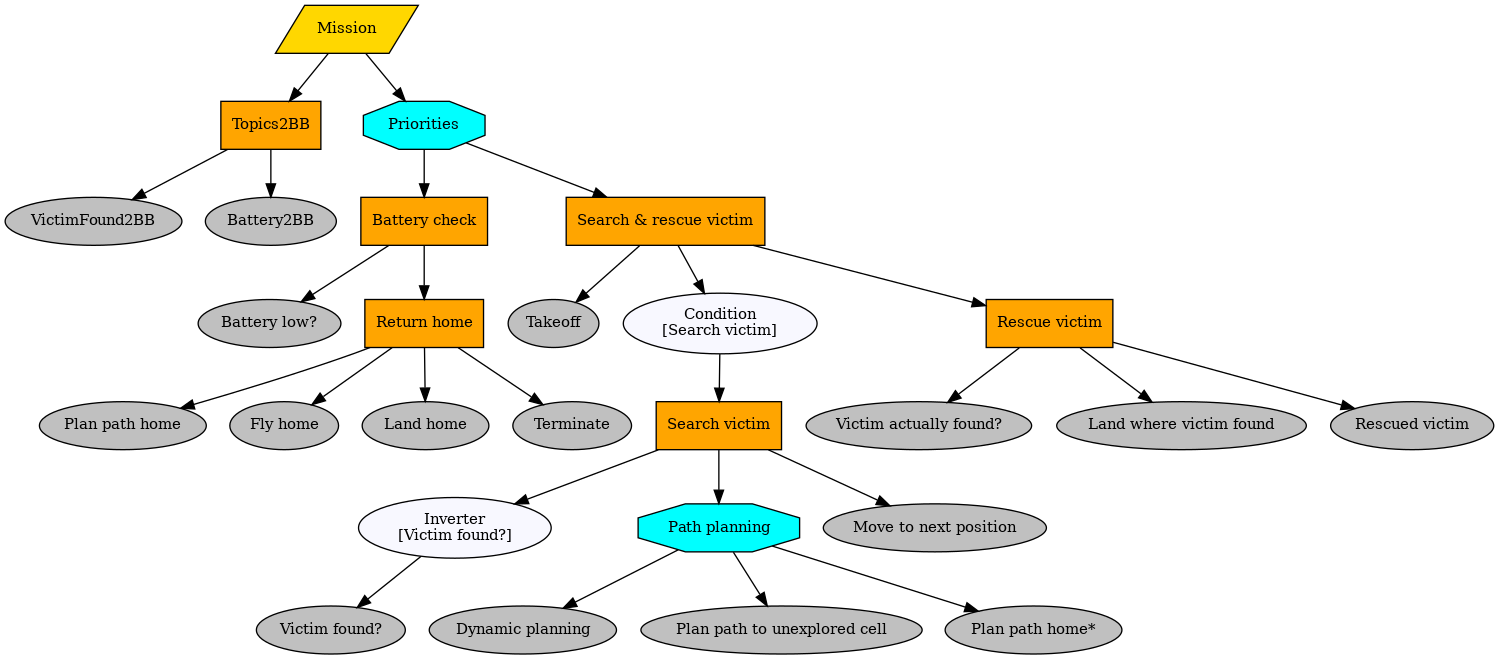 Mission
Topics2BB
Priorities
VictimFound2BB
Battery2BB
Battery check
Search & rescue victim
Battery low?
Return home
Takeoff
Condition
[Search victim]
Rescue victim
Plan path home
Fly home
Land home
Terminate
Search victim
Victim actually found?
Land where victim found
Rescued victim
Inverter
[Victim found?]
Path planning
Move to next position
Victim found?
Dynamic planning
Plan path to unexplored cell
Plan path home*